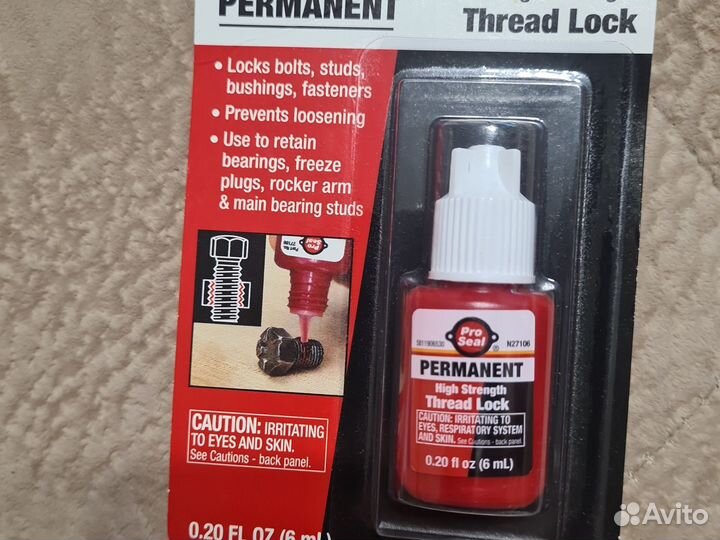 PERMANENT
Thread Lock
• Locks bolts, studs,
bushings, fasteners
• Prevents loosening
• Use to retain
bearings, freeze
plugs, rocker arm
& main bearing studs
Pro
Seal
CAUTION: IRRITATING
TO EYES AND SKIN.
See Cautions - back panel.
0.20 FL OZ (6 mL)
Pro
Seal
®
5011906530 N27106
PERMANENT
High Strength
Thread Lock
CAUTION: IRRITATING TO
EYES, RESPIRATORY SYSTEM
AND SKIN. See Cautions - back panel.
0.20 fl oz (6 mL)
Avito